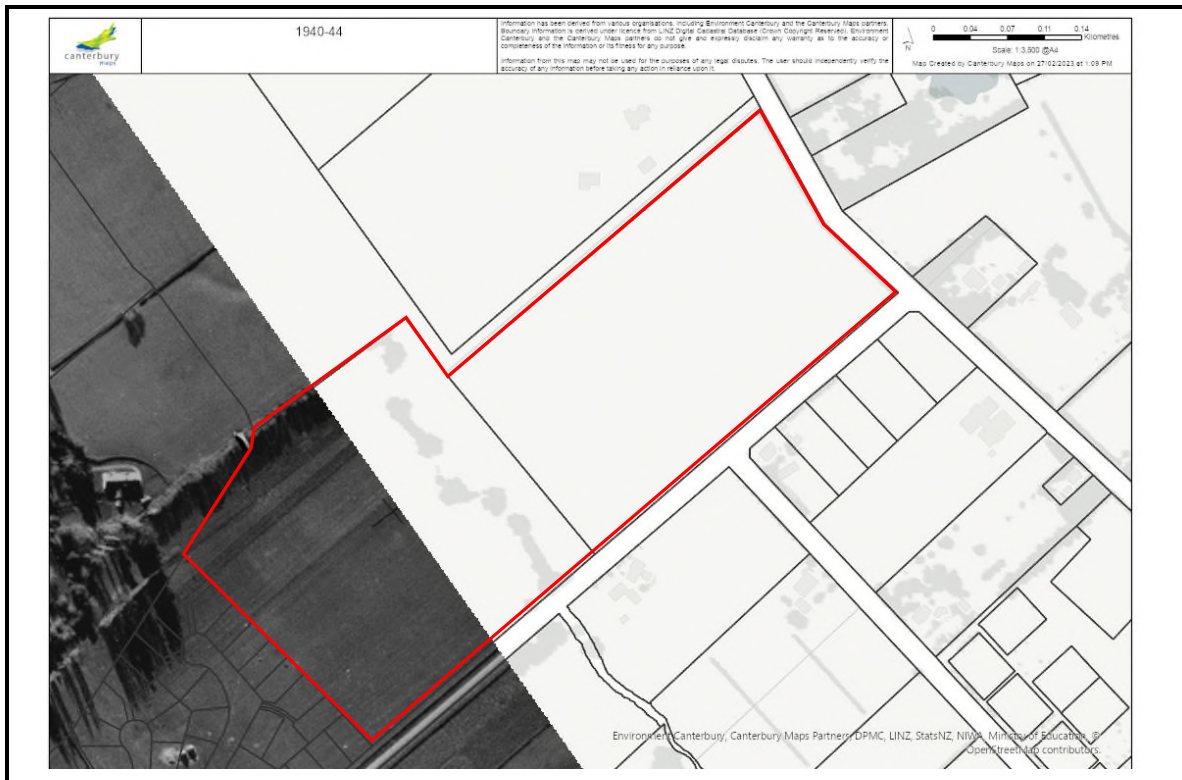 canterbury
maps
1940-44
Information has been derived from various organisations, including Environment Canterbury and the Canterbury Maps partners.
Boundary information is derived under licence from LINZ Digital Cadastral Database (Crown Copyright Reserved). Environment
Canterbury and the Canterbury Maps partners do not give and expressly disclaim any warranty as to the accuracy or
completeness of the information or its fitness for any purpose.
Information from this map may not be used for the purposes of any legal disputes. The user should independently verify the
accuracy of any information before taking any action in reliance upon it.
N
0 0.04 0.07 0.11 0.14
Kilometres
Scale: 1:3,500 @A4
Map Created by Canterbury Maps on 27/02/2023 at 1:09 PM
Environment Canterbury, Canterbury Maps Partners, DPMC, LINZ, StatsNZ, NIWA, Ministry of Education, ©
OpenStreetMap contributors.